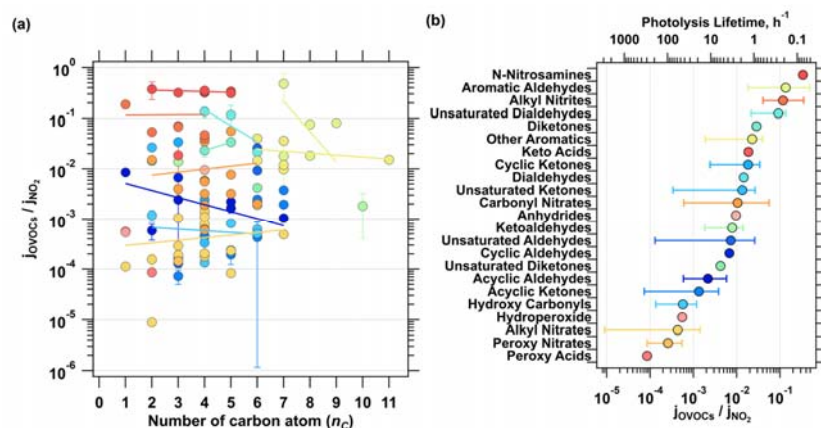 (a)
j_OVOCs / j_NO2
10^0
10^-1
10^-2
10^-3
10^-4
10^-5
10^-6
0 1 2 3 4 5 6 7 8 9 10 11
Number of carbon atom (n_C)
(b)
Photolysis Lifetime, h^-1
1000 100 10 1 0.1
N-Nitrosamines
Aromatic Aldehydes
Alkyl Nitrites
Unsaturated Dialdehydes
Diketones
Other Aromatics
Keto Acids
Cyclic Ketones
Dialdehydes
Unsaturated Ketones
Carbonyl Nitrates
Anhydrides
Ketoaldehydes
Unsaturated Aldehydes
Cyclic Aldehydes
Unsaturated Diketones
Acyclic Aldehydes
Acyclic Ketones
Hydroxy Carbonyls
Hydroperoxide
Alkyl Nitrates
Peroxy Nitrates
Peroxy Acids
10^-5 10^-4 10^-3 10^-2 10^-1
j_OVOCs / j_NO2